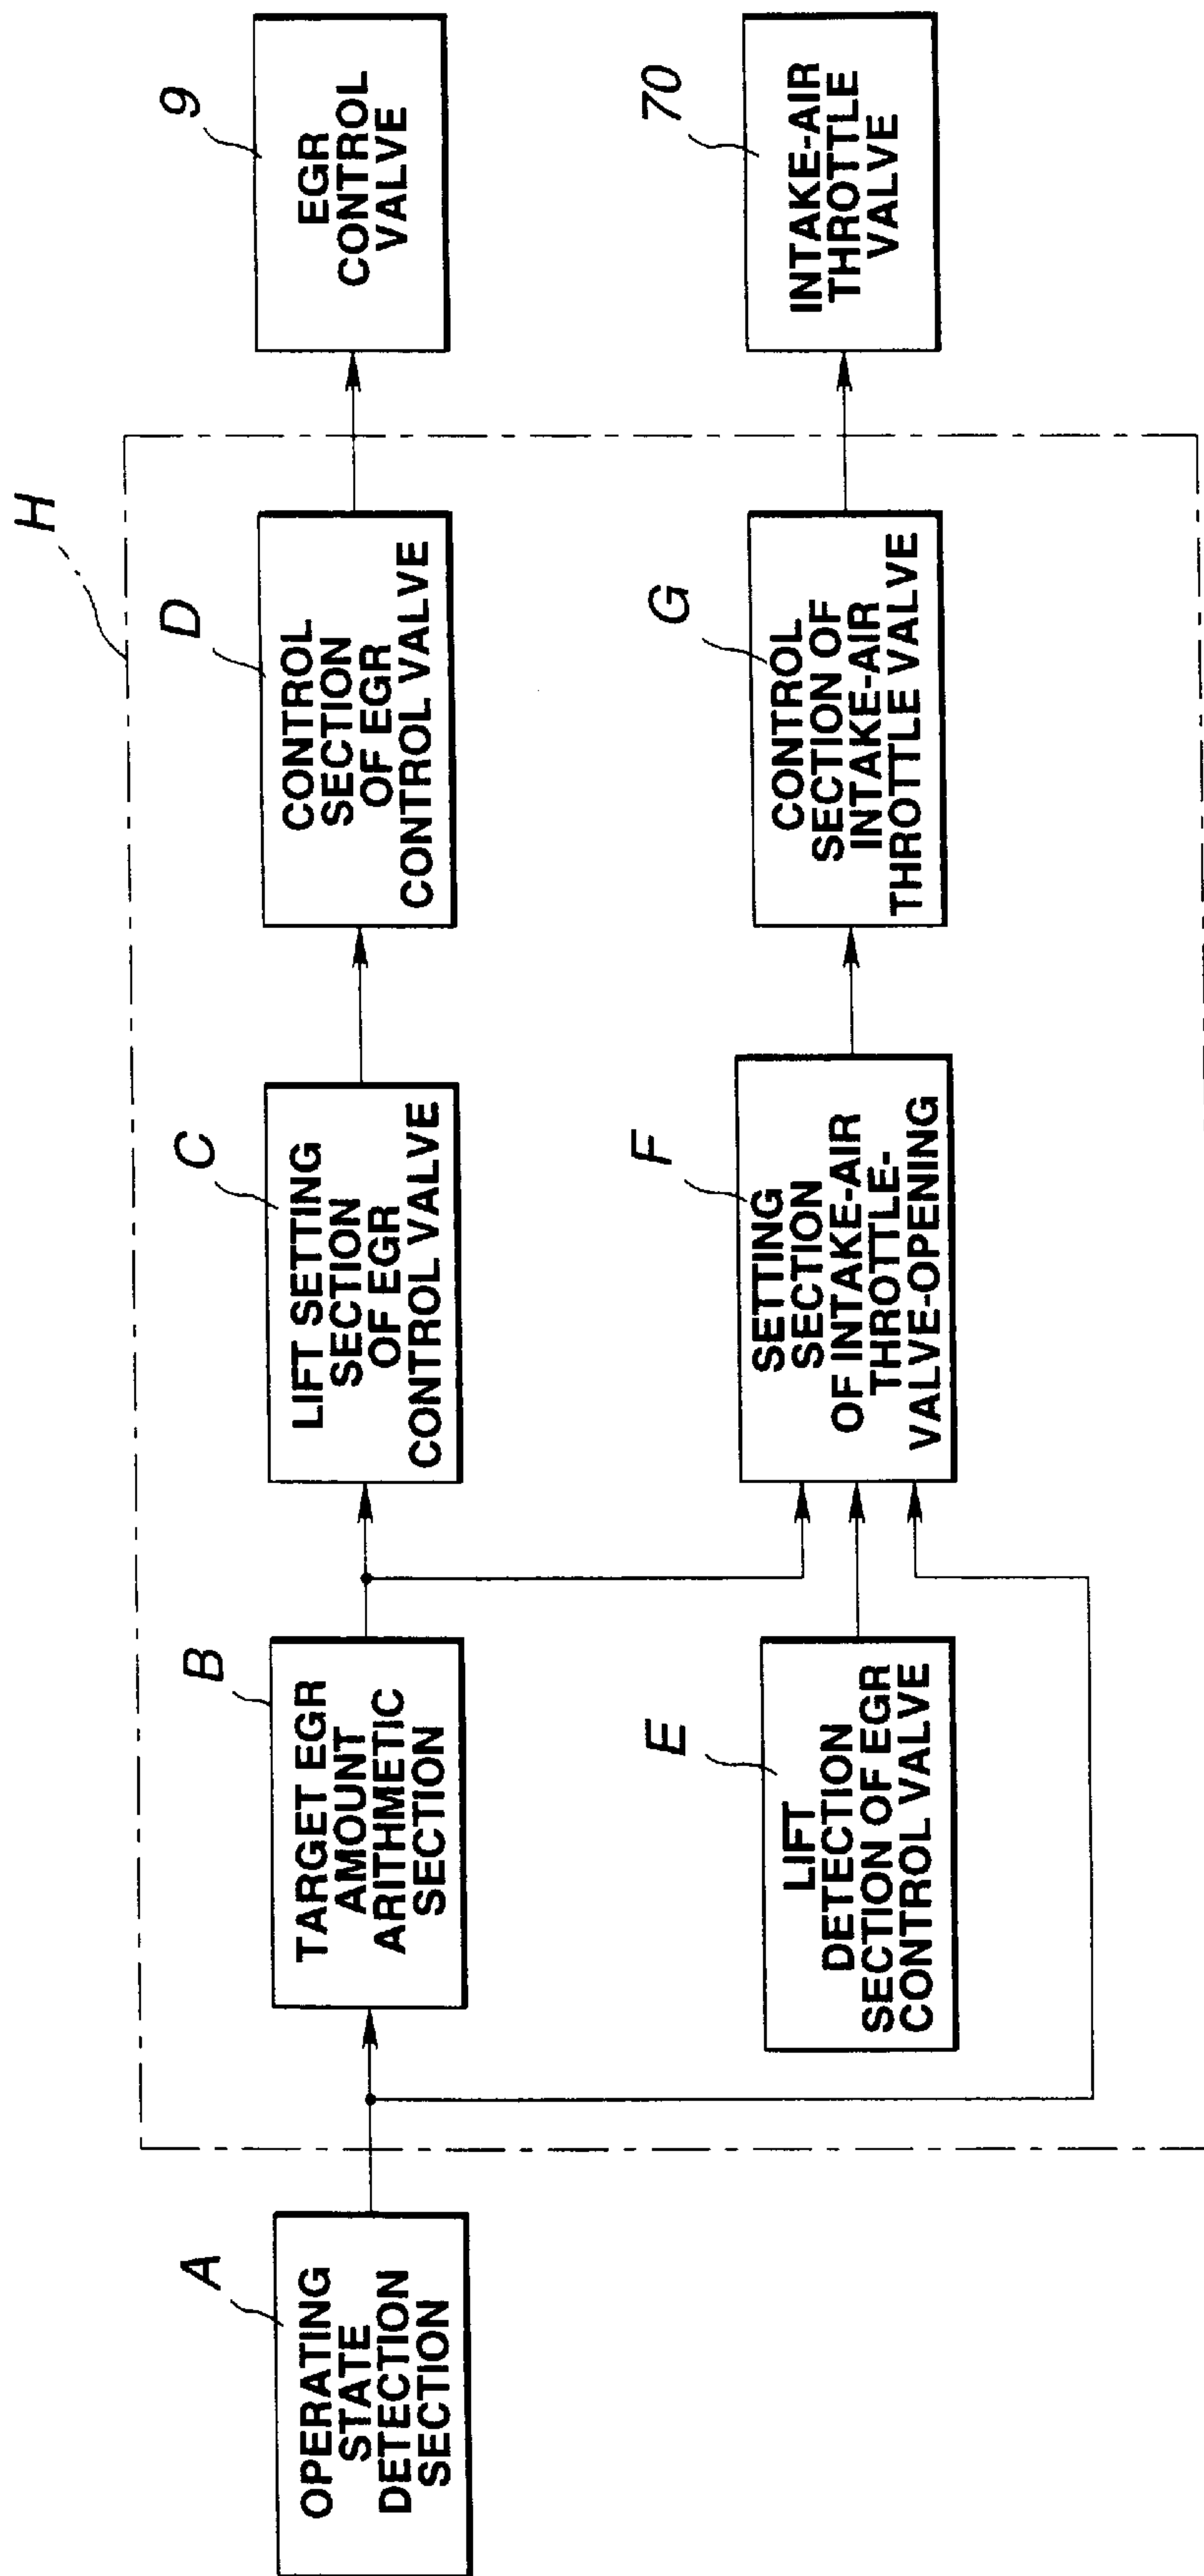 H
A
OPERATING
STATE
DETECTION
SECTION
B
TARGET EGR
AMOUNT
ARITHMETIC
SECTION
C
LIFT SETTING
SECTION
OF EGR
CONTROL VALVE
D
CONTROL
SECTION
OF EGR
CONTROL VALVE
9
EGR
CONTROL
VALVE
E
LIFT
DETECTION
SECTION OF EGR
CONTROL VALVE
F
SETTING
SECTION
OF INTAKE-AIR
THROTTLE-
VALVE-OPENING
G
CONTROL
SECTION OF
INTAKE-AIR
THROTTLE VALVE
70
INTAKE-AIR
THROTTLE
VALVE